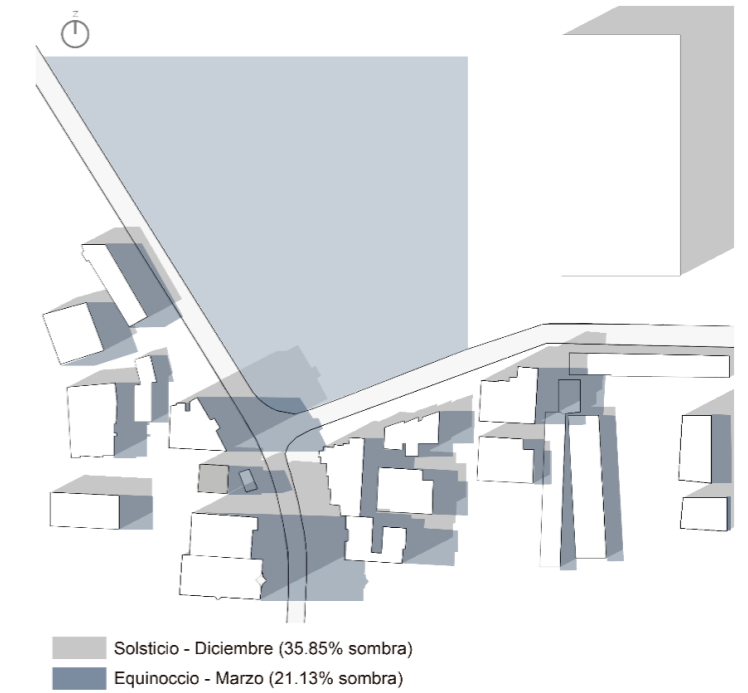 Z
Solsticio - Diciembre (35.85% sombra)
Equinoccio - Marzo (21.13% sombra)